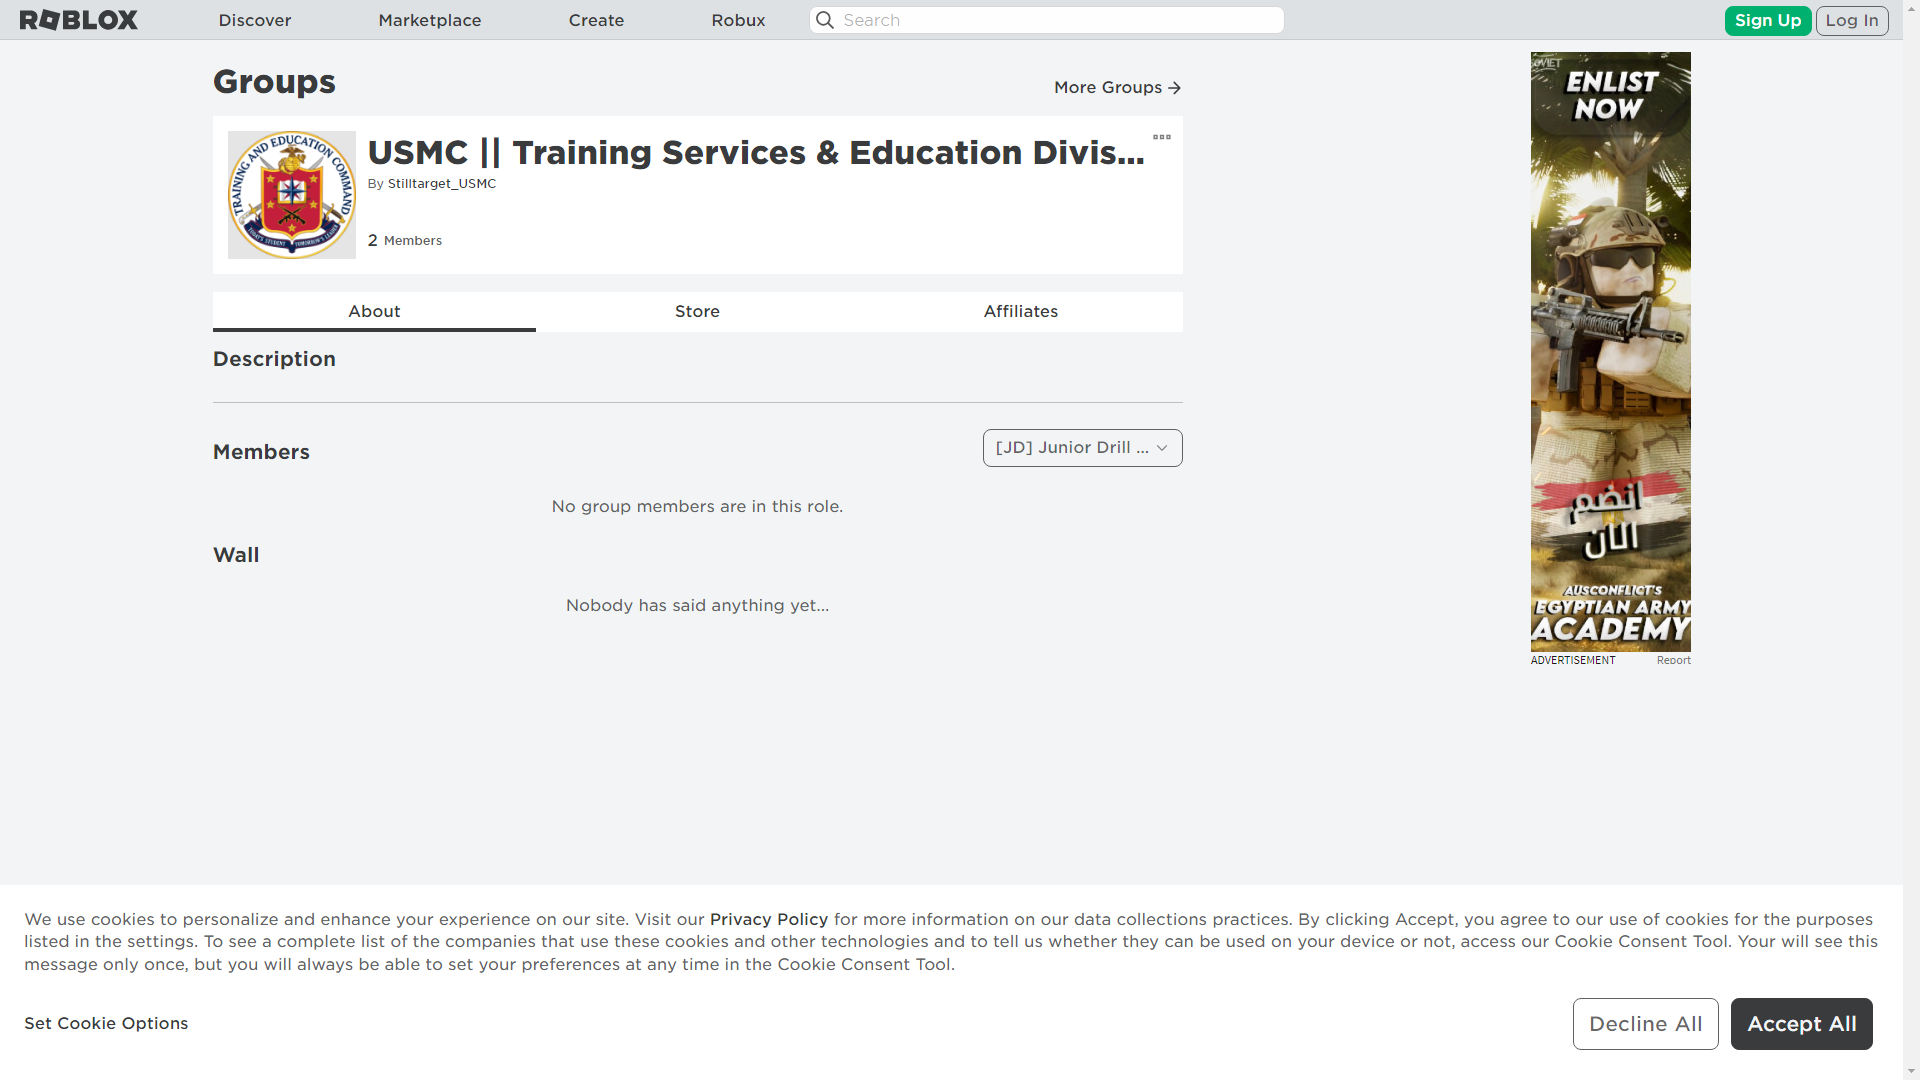 ROBLOX
Discover
Marketplace
Create
Robux
Search
Sign Up
Log In
Groups
More Groups
TRAINING AND EDUCATION COMMAND
USMC || Training Services & Education Divis...
By Stilltarget_USMC
2 Members
About
Store
Affiliates
Description
Members
[JD] Junior Drill ...
No group members are in this role.
Wall
Nobody has said anything yet...
ENLIST
NOW
انضم
الآن
AUSCONFLICT'S
EGYPTIAN ARMY
ACADEMY
ADVERTISEMENT
Report
We use cookies to personalize and enhance your experience on our site. Visit our Privacy Policy for more information on our data collections practices. By clicking Accept, you agree to our use of cookies for the purposes
listed in the settings. To see a complete list of the companies that use these cookies and other technologies and to tell us whether they can be used on your device or not, access our Cookie Consent Tool. Your will see this
message only once, but you will always be able to set your preferences at any time in the Cookie Consent Tool.
Set Cookie Options
Decline All
Accept All